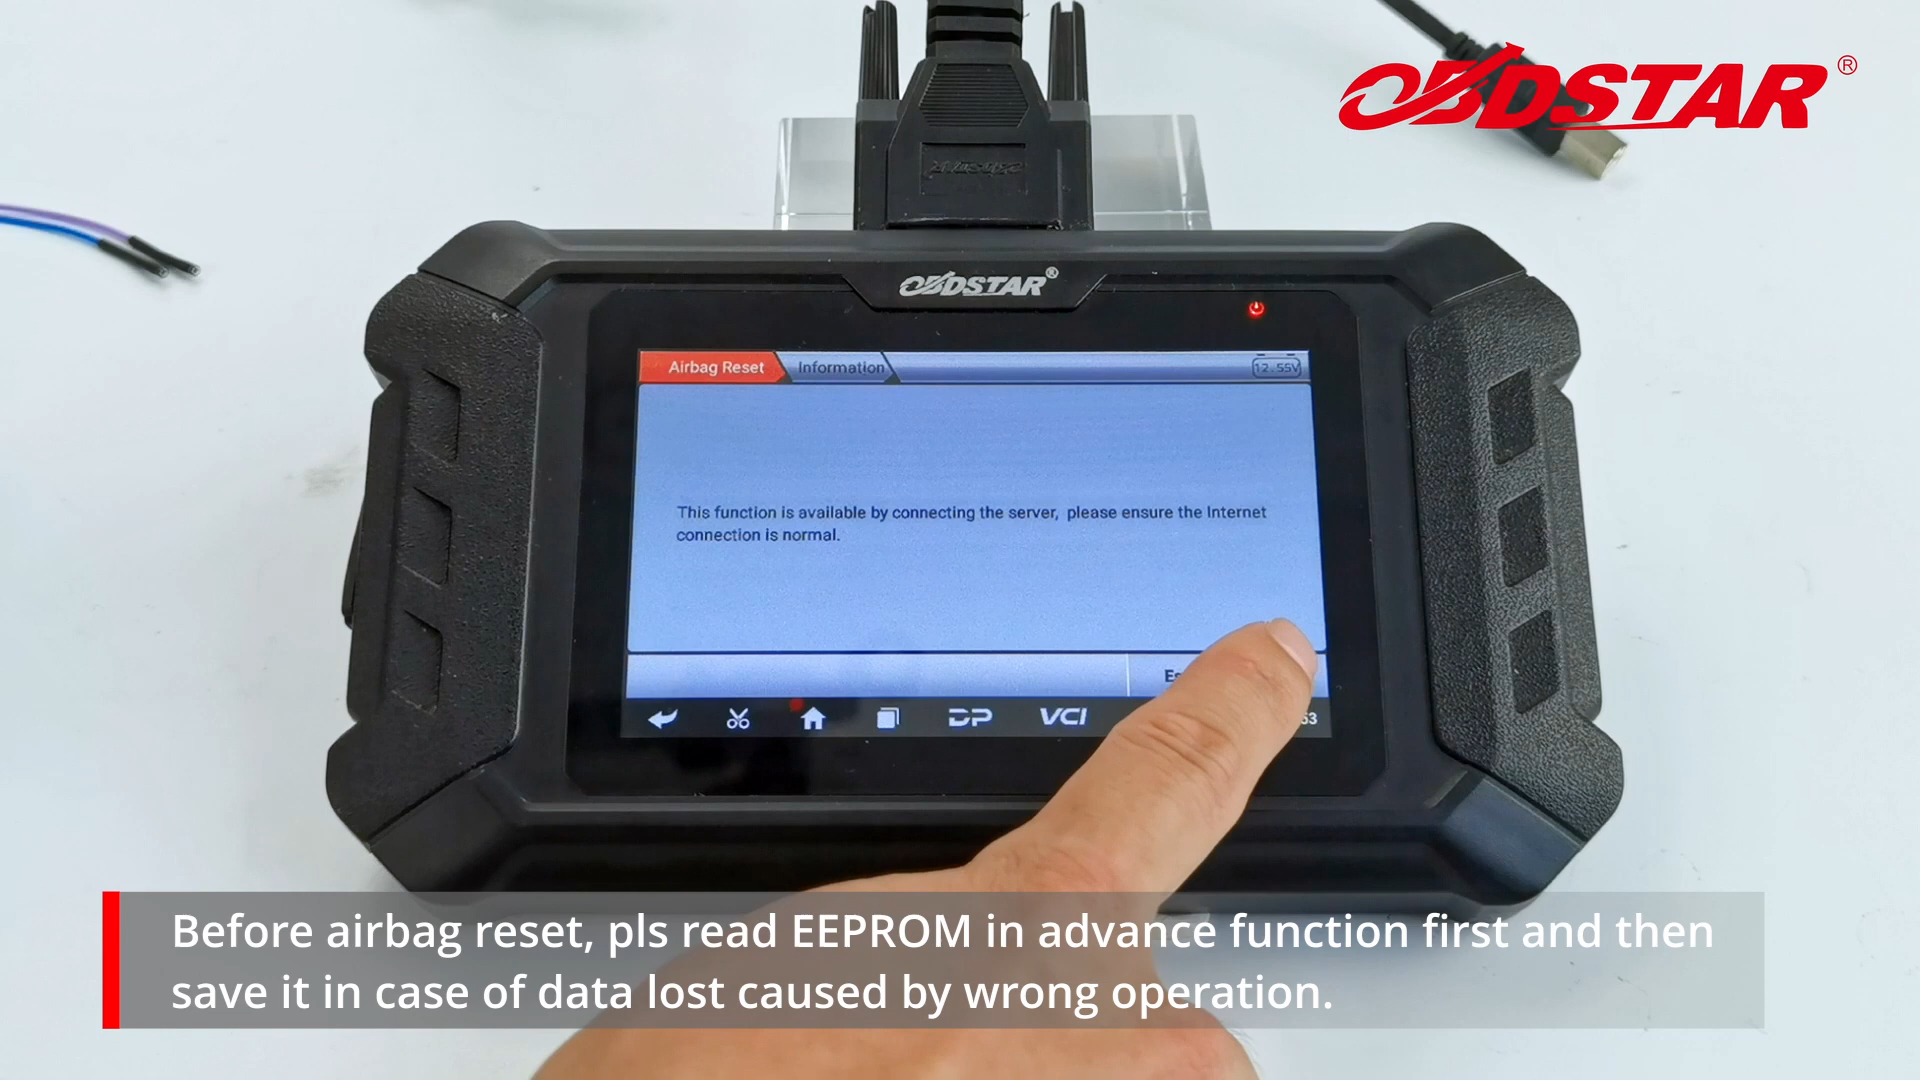 OBDSTAR®
OBDSTAR®
Airbag Reset Information 12.55V
This function is available by connecting the server, please ensure the Internet
connection is normal.
DP VCI 53
Before airbag reset, pls read EEPROM in advance function first and then
save it in case of data lost caused by wrong operation.